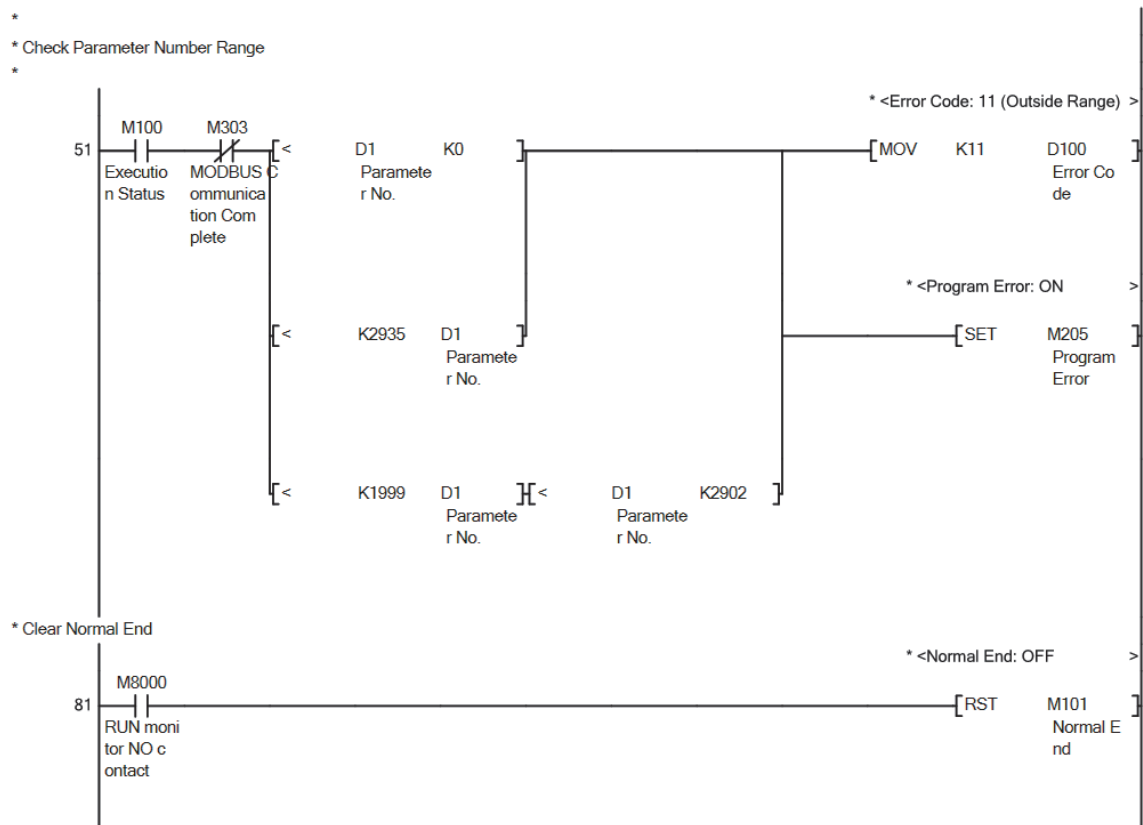 *
* Check Parameter Number Range
*
* <Error Code: 11 (Outside Range) >
M100 M303
51 [< D1 K0 ] [MOV K11 D100 ]
Executio MODBUS C Paramete Error Co
n Status ommunica r No. de
tion Com
plete
* <Program Error: ON >
[< K2935 D1 ] [SET M205 ]
Paramete Program
r No. Error
[< K1999 D1 ][< D1 K2902 ]
Paramete Paramete
r No. r No.
* Clear Normal End
* <Normal End: OFF >
M8000
81 [RST M101 ]
RUN moni Normal E
tor NO c nd
ontact